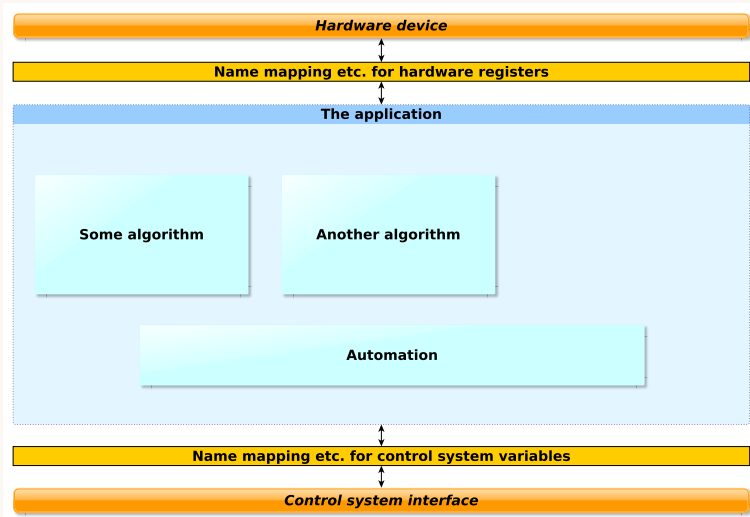 Hardware device
Name mapping etc. for hardware registers
The application
Some algorithm
Another algorithm
Automation
Name mapping etc. for control system variables
Control system interface